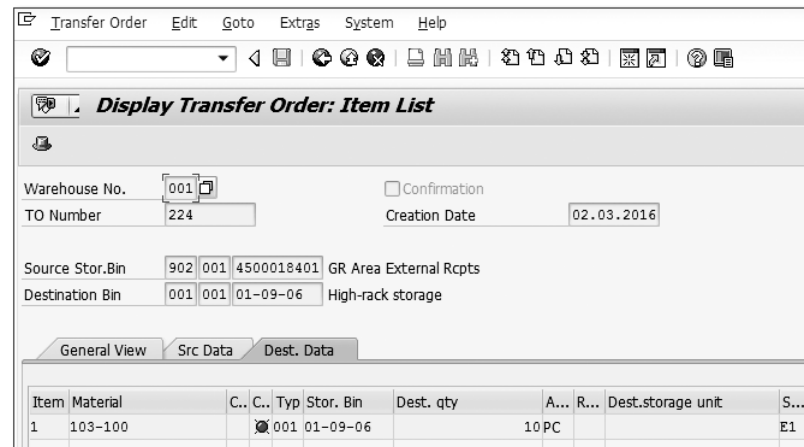 Transfer Order Edit Goto Extras System Help
Display Transfer Order: Item List
Warehouse No. 001 Confirmation
TO Number 224 Creation Date 02.03.2016
Source Stor.Bin 902 001 4500018401 GR Area External Rcpts
Destination Bin 001 001 01-09-06 High-rack storage
General View Src Data Dest. Data
Item Material C.. C.. Typ Stor. Bin Dest. qty A... R... Dest.storage unit S...
1 103-100 001 01-09-06 10 PC E1